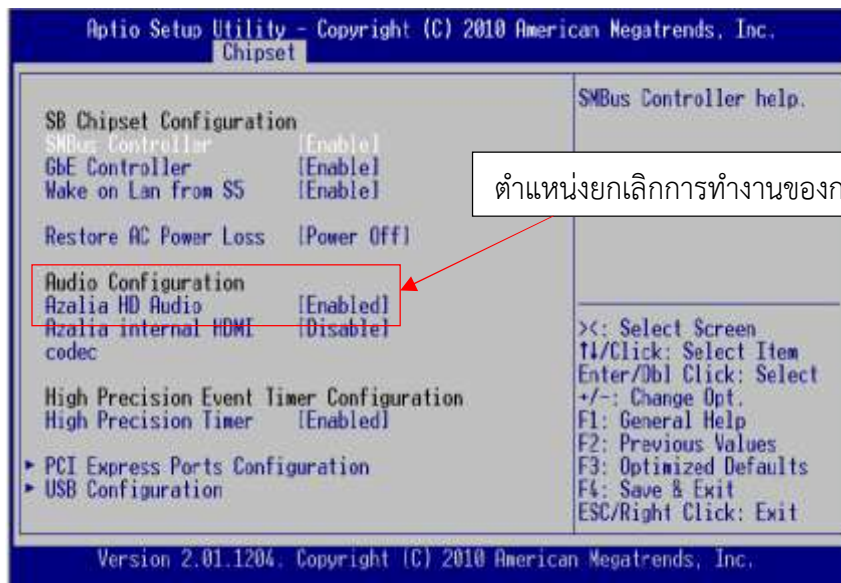 Aptio Setup Utility - Copyright (C) 2010 American Megatrends, Inc.
Chipset
SB Chipset Configuration
SMBus Controller [Enable]
GbE Controller [Enable]
Wake on Lan from S5 [Enable]
Restore AC Power Loss [Power Off]
Audio Configuration
Azalia HD Audio [Enabled]
Azalia internal HDMI [Disable]
codec
High Precision Event Timer Configuration
High Precision Timer [Enabled]
► PCI Express Ports Configuration
► USB Configuration
SMBus Controller help.
ตำแหน่งยกเลิกการทำงานของก
><: Select Screen
↑↓/Click: Select Item
Enter/Dbl Click: Select
+/-: Change Opt.
F1: General Help
F2: Previous Values
F3: Optimized Defaults
F4: Save & Exit
ESC/Right Click: Exit
Version 2.01.1204. Copyright (C) 2010 American Megatrends, Inc.